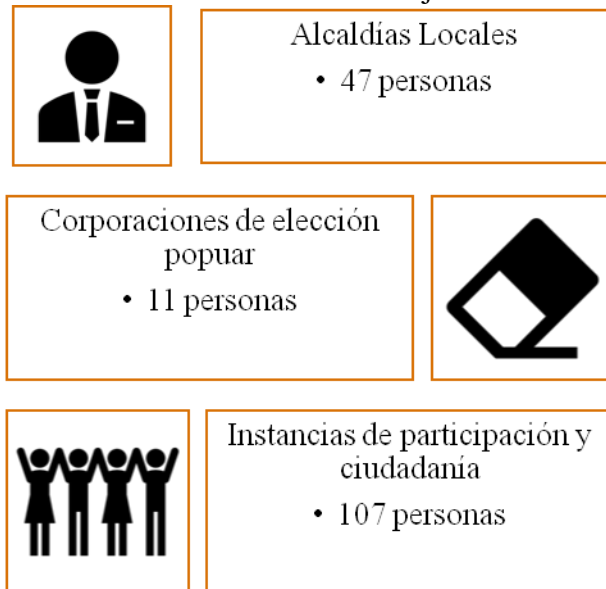 Alcaldías Locales
• 47 personas
Corporaciones de elección
popuar
• 11 personas
Instancias de participación y
ciudadanía
• 107 personas